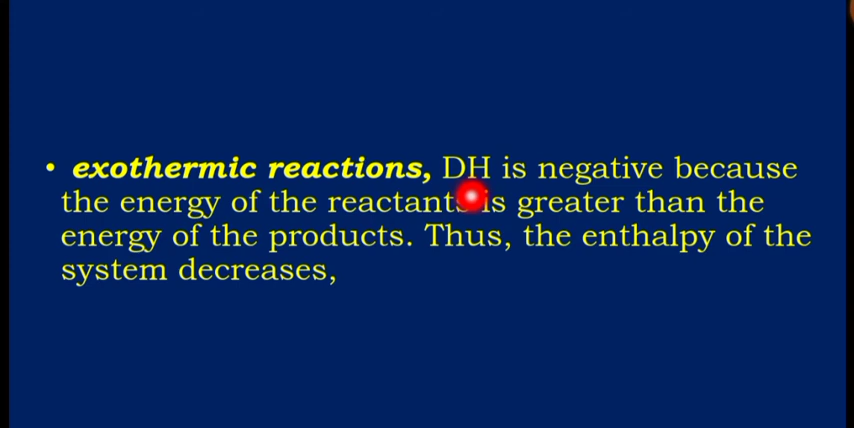 • exothermic reactions, DH is negative because
the energy of the reactants is greater than the
energy of the products. Thus, the enthalpy of the
system decreases,